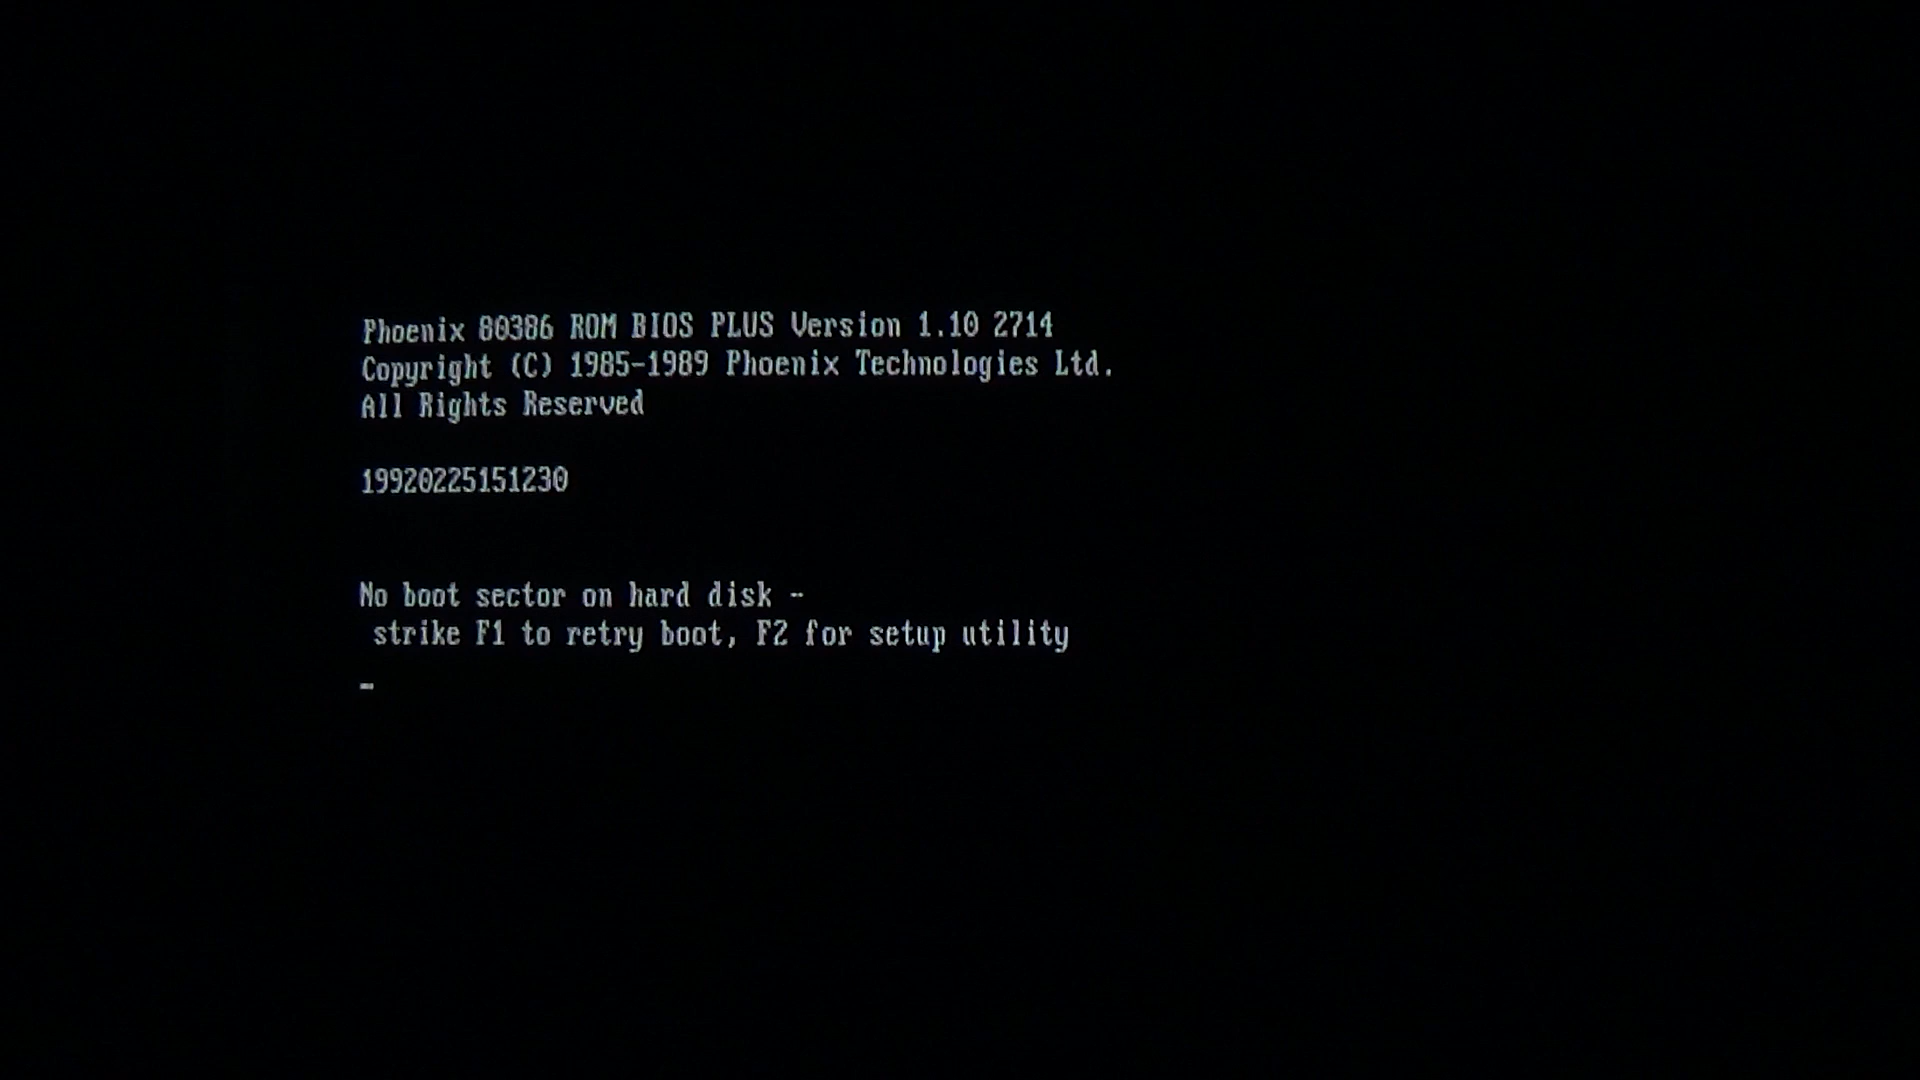 Phoenix 80386 ROM BIOS PLUS Version 1.10 2714
Copyright (C) 1985-1989 Phoenix Technologies Ltd.
All Rights Reserved
19920225151230
No boot sector on hard disk -
strike F1 to retry boot, F2 for setup utility